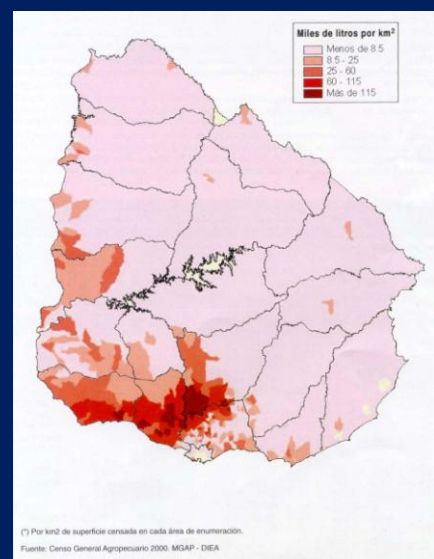 Miles de litros por km²
Menos de 8.5
8.5 - 25
25 - 60
60 - 115
Más de 115
(*) Por km2 de superficie censada en cada área de enumeración.
Fuente: Censo General Agropecuario 2000. MGAP - DIEA